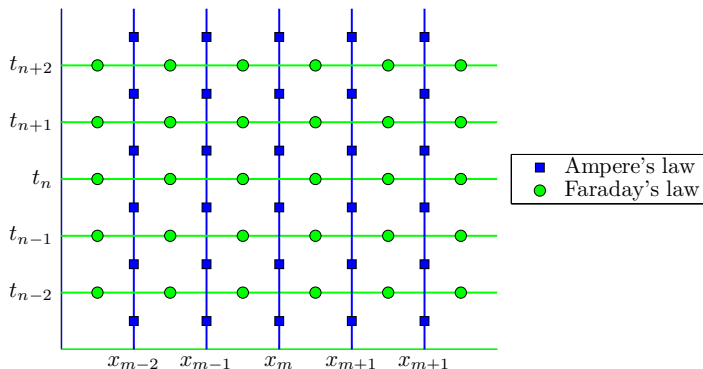 t_{n+2}
t_{n+1}
t_n
t_{n−1}
t_{n−2}
x_{m−2} x_{m−1} x_m x_{m+1} x_{m+1}
Ampere's law
Faraday's law